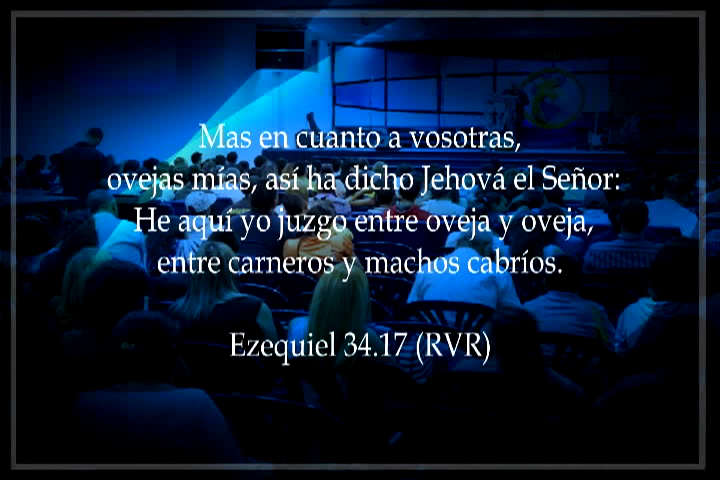 Mas en cuanto a vosotras,
ovejas mías, así ha dicho Jehová el Señor:
He aquí yo juzgo entre oveja y oveja,
entre carneros y machos cabríos.
Ezequiel 34.17 (RVR)